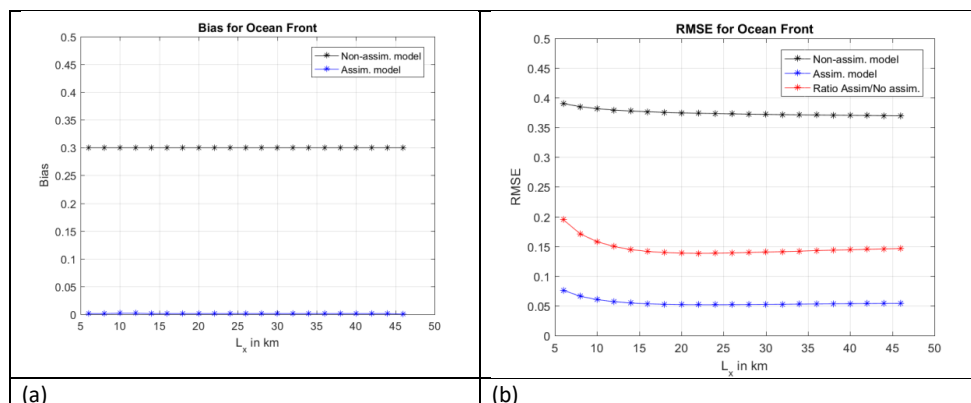 Bias for Ocean Front
0.5
0.45
0.4
0.35
0.3
0.25
0.2
0.15
0.1
0.05
0
Bias
Non-assim. model
Assim. model
5 10 15 20 25 30 35 40 45 50
L_x in km
(a)
RMSE for Ocean Front
0.5
0.45
0.4
0.35
0.3
0.25
0.2
0.15
0.1
0.05
0
RMSE
Non-assim. model
Assim. model
Ratio Assim/No assim.
5 10 15 20 25 30 35 40 45 50
L_x in km
(b)